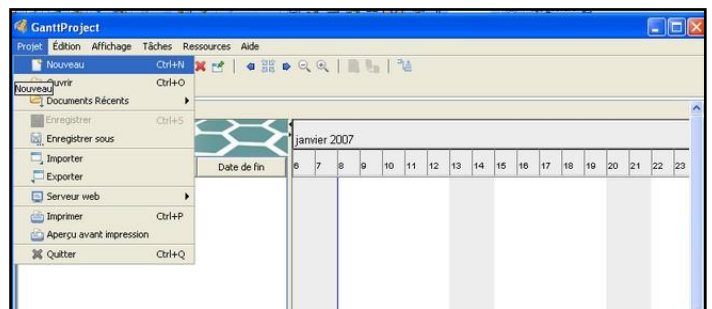 GanttProject
Projet Édition Affichage Tâches Ressources Aide
Nouveau Ctrl+N
Ouvrir Ctrl+O
Nouveau
Documents Récents
Enregistrer Ctrl+S
Enregistrer sous
Importer
Exporter
Serveur web
Imprimer Ctrl+P
Aperçu avant impression
Quitter Ctrl+Q
janvier 2007
Date de fin
6 7 8 9 10 11 12 13 14 15 16 17 18 19 20 21 22 23